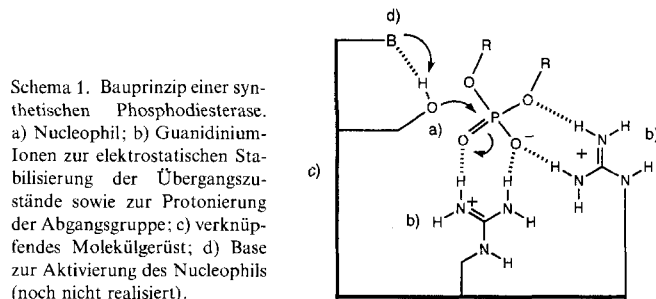 Schema 1. Bauprinzip einer syn-
thetischen Phosphodiesterase.
a) Nucleophil; b) Guanidinium-
Ionen zur elektrostatischen Sta-
bilisierung der Übergangszu-
stände sowie zur Protonierung
der Abgangsgruppe; c) verknüp-
fendes Molekülgerüst; d) Base
zur Aktivierung des Nucleophils
(noch nicht realisiert).
d)
B
R
R
H
O
O
O
P
a)
O
O−
H
H
b)
N
+
c)
H
N
N
H
H
H
H
b)
N
+
N
H
H
N
H